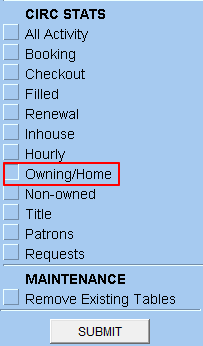 CIRC STATS
All Activity
Booking
Checkout
Filled
Renewal
Inhouse
Hourly
Owning/Home
Non-owned
Title
Patrons
Requests
MAINTENANCE
Remove Existing Tables
SUBMIT